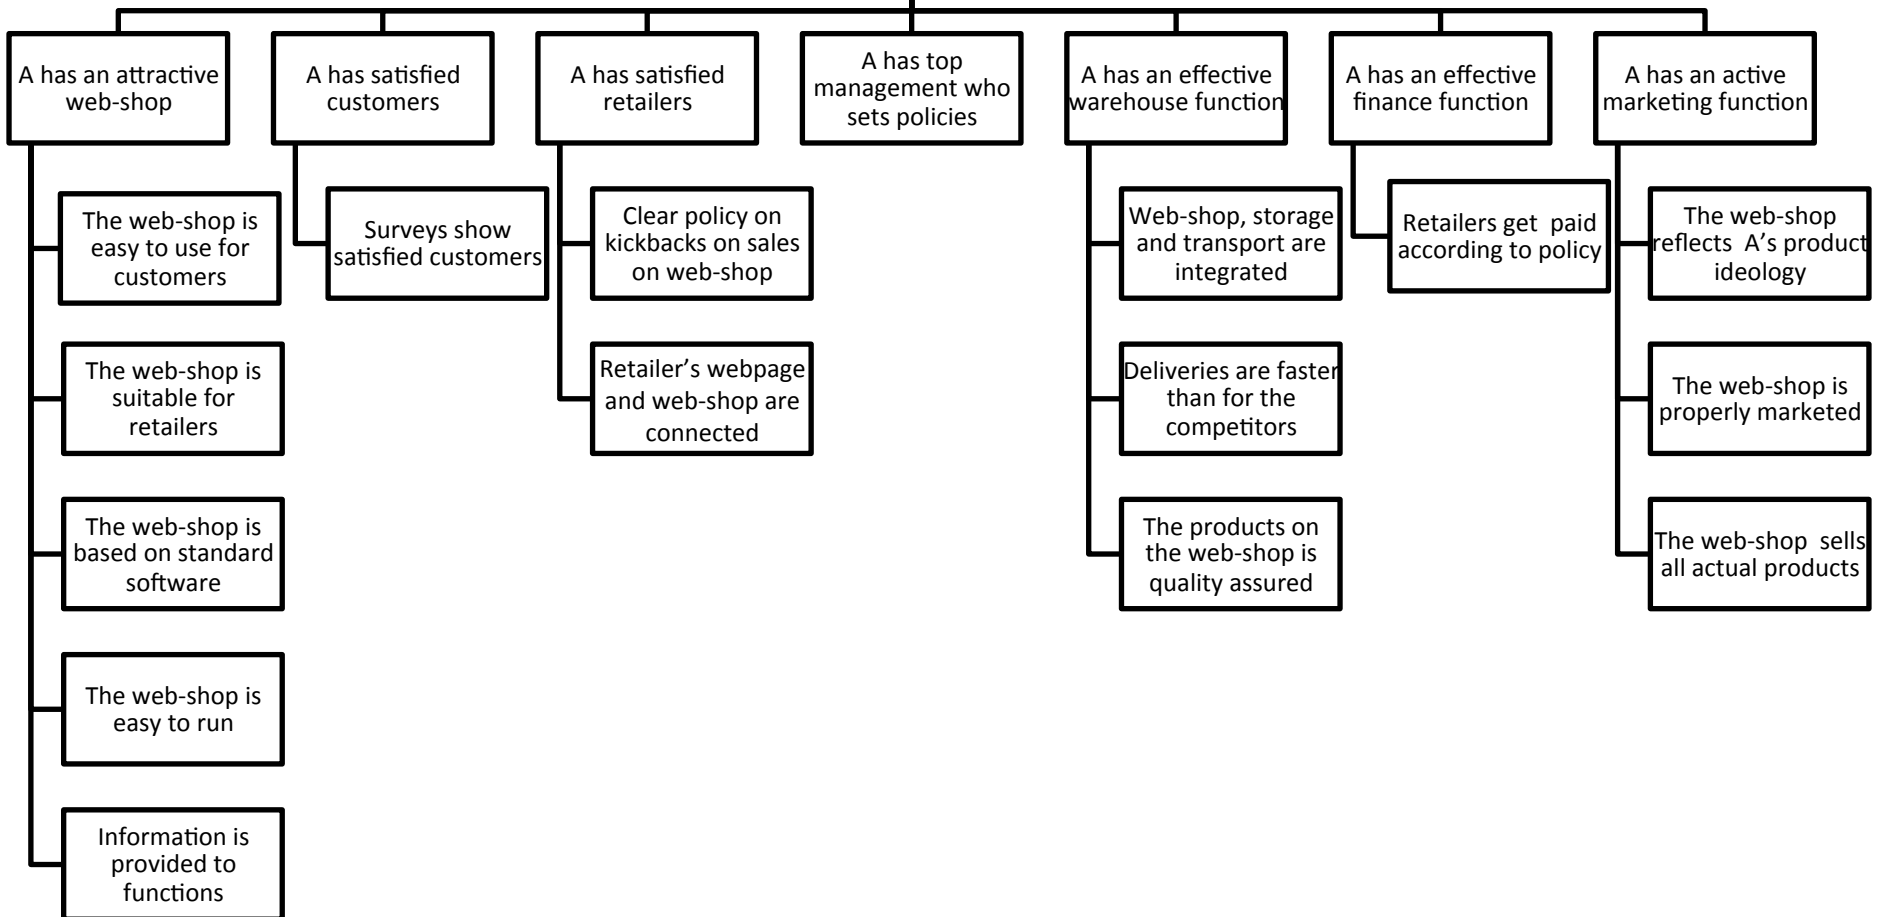 A has an attractive
web-shop
A has satisfied
customers
A has satisfied
retailers
A has top
management who
sets policies
A has an effective
warehouse function
A has an effective
finance function
A has an active
marketing function
The web-shop is
easy to use for
customers
The web-shop is
suitable for
retailers
The web-shop is
based on standard
software
The web-shop is
easy to run
Information is
provided to
functions
Surveys show
satisfied customers
Clear policy on
kickbacks on sales
on web-shop
Retailer’s webpage
and web-shop are
connected
Web-shop, storage
and transport are
integrated
Deliveries are faster
than for the
competitors
The products on
the web-shop is
quality assured
Retailers get paid
according to policy
The web-shop
reflects A’s product
ideology
The web-shop is
properly marketed
The web-shop sells
all actual products